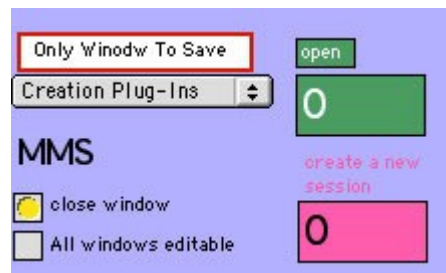 Only Winodw To Save
open
Creation Plug-Ins
0
MMS
create a new
session
close window
0
All windows editable